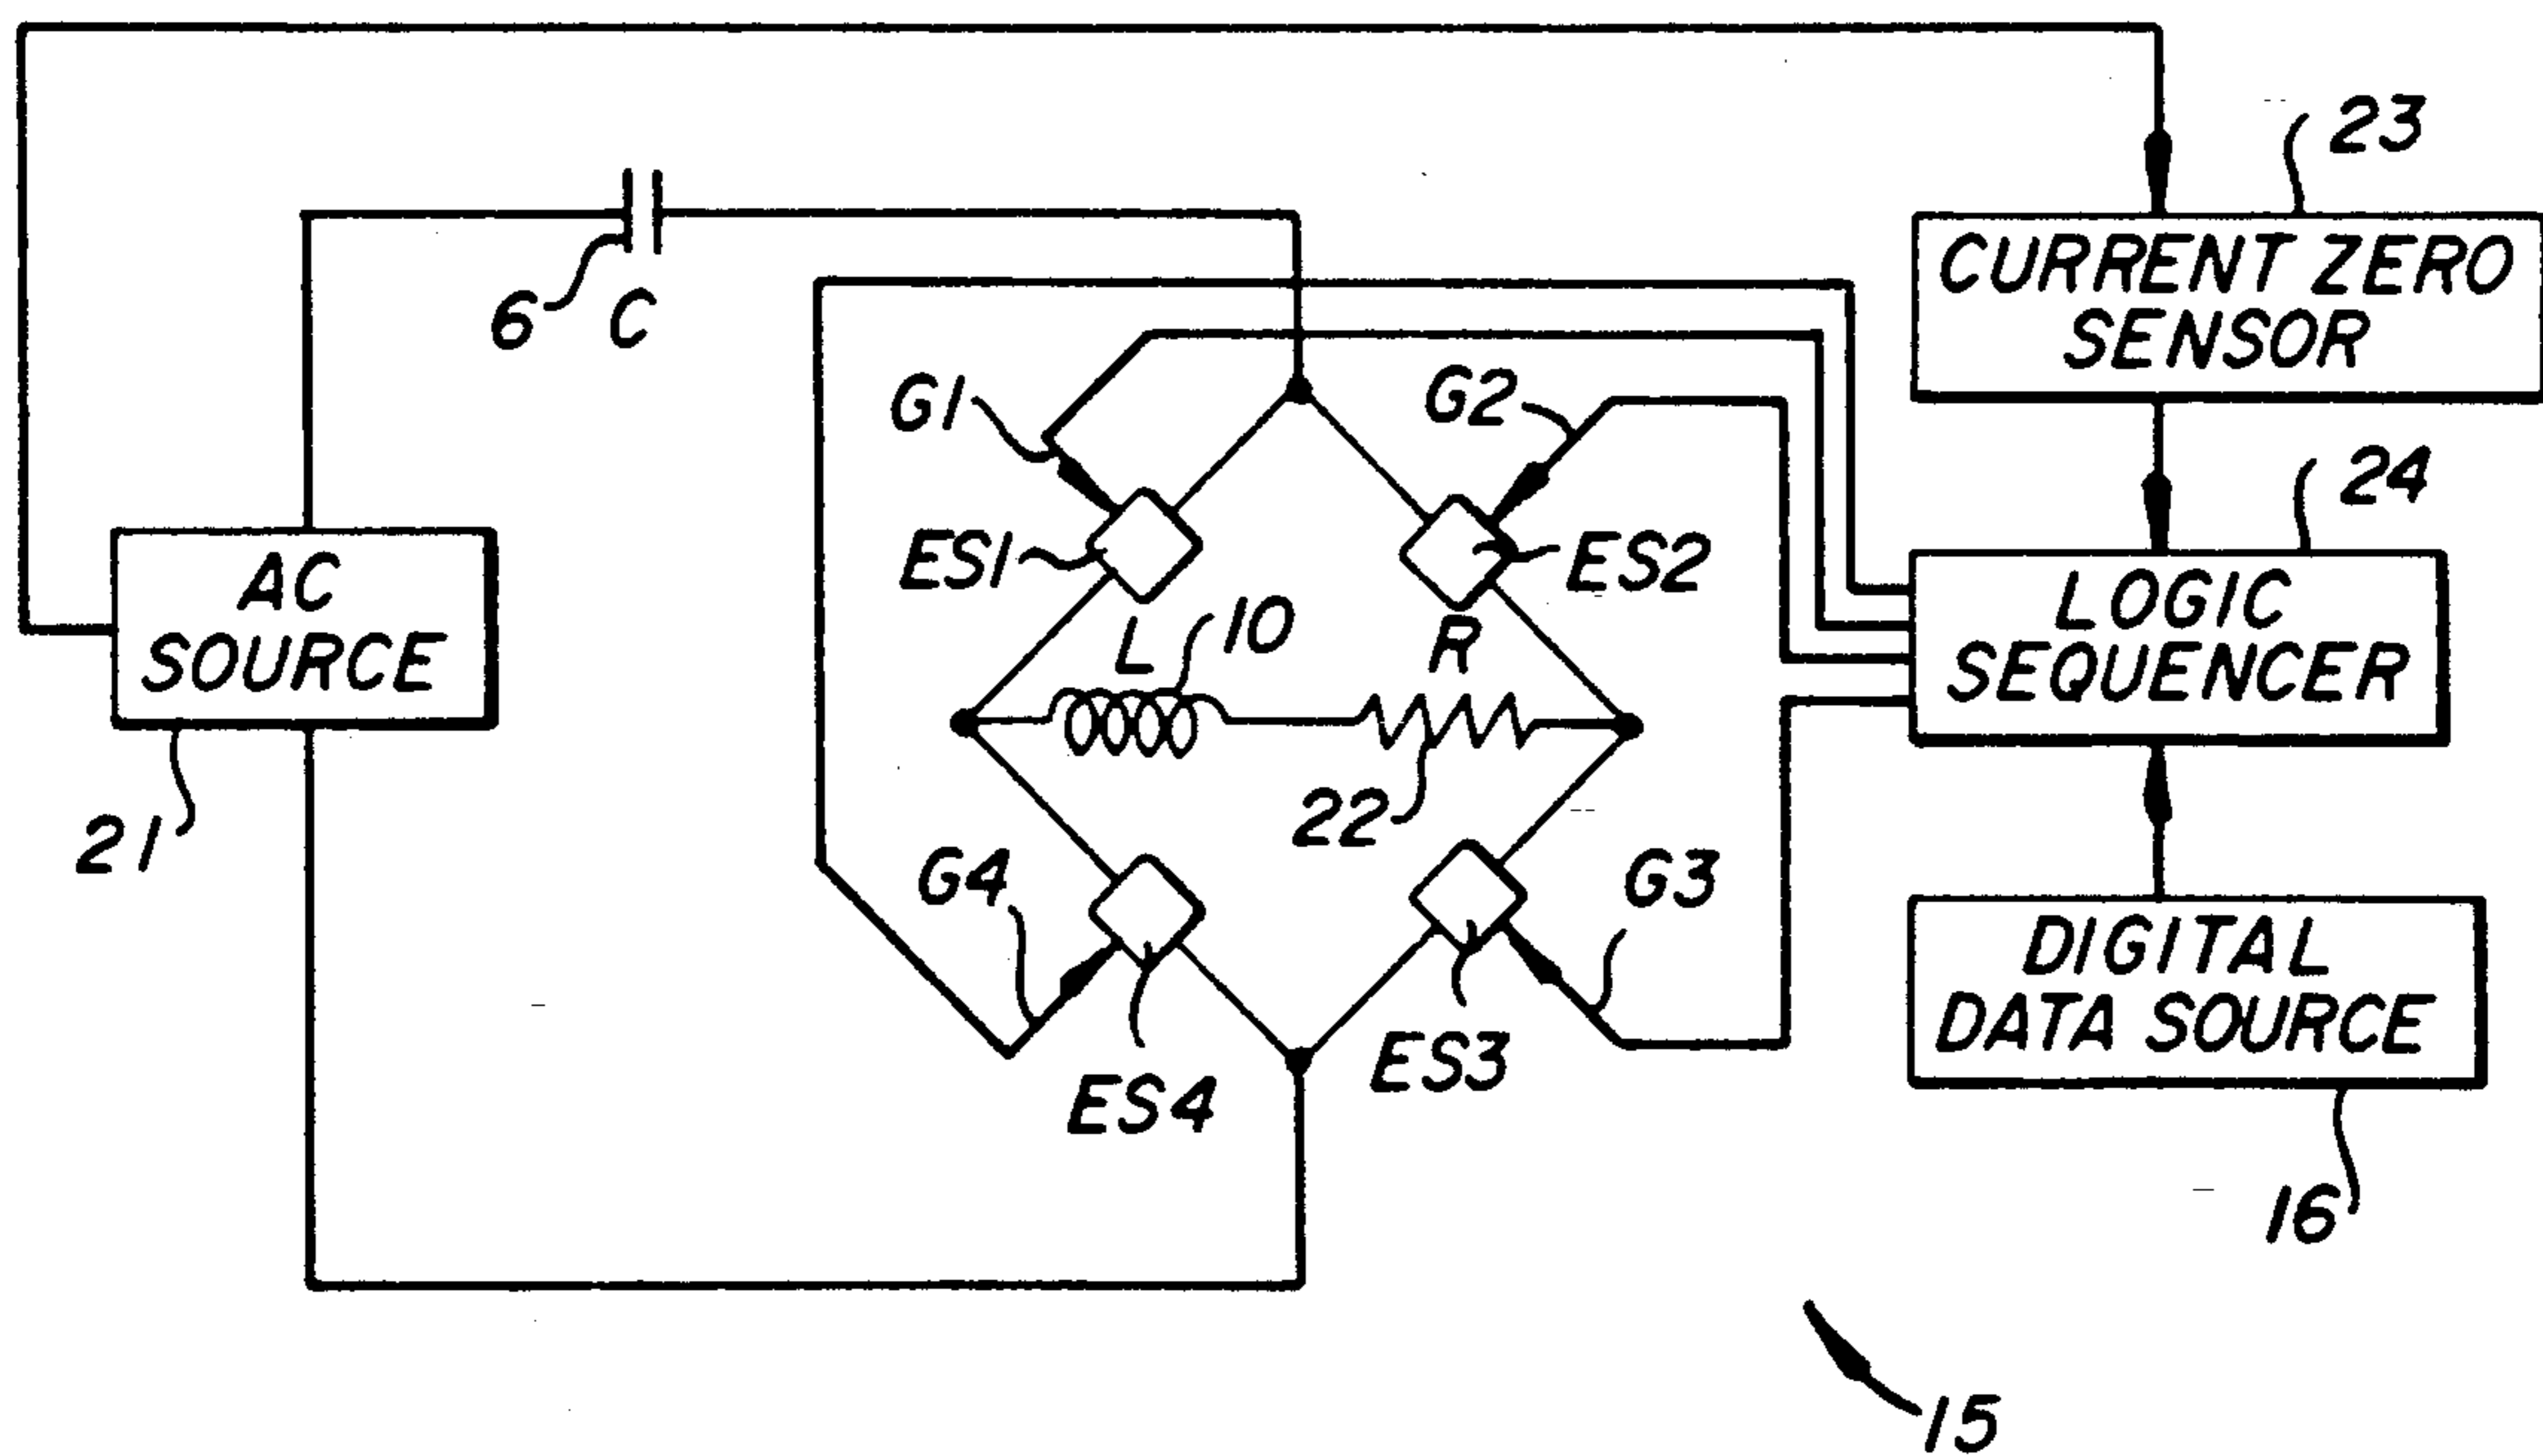 23
6
C
CURRENT ZERO
SENSOR
G1
G2
24
ES1
ES2
AC
SOURCE
L
10
R
LOGIC
SEQUENCER
21
22
G4
G3
DIGITAL
DATA SOURCE
ES4
ES3
16
15